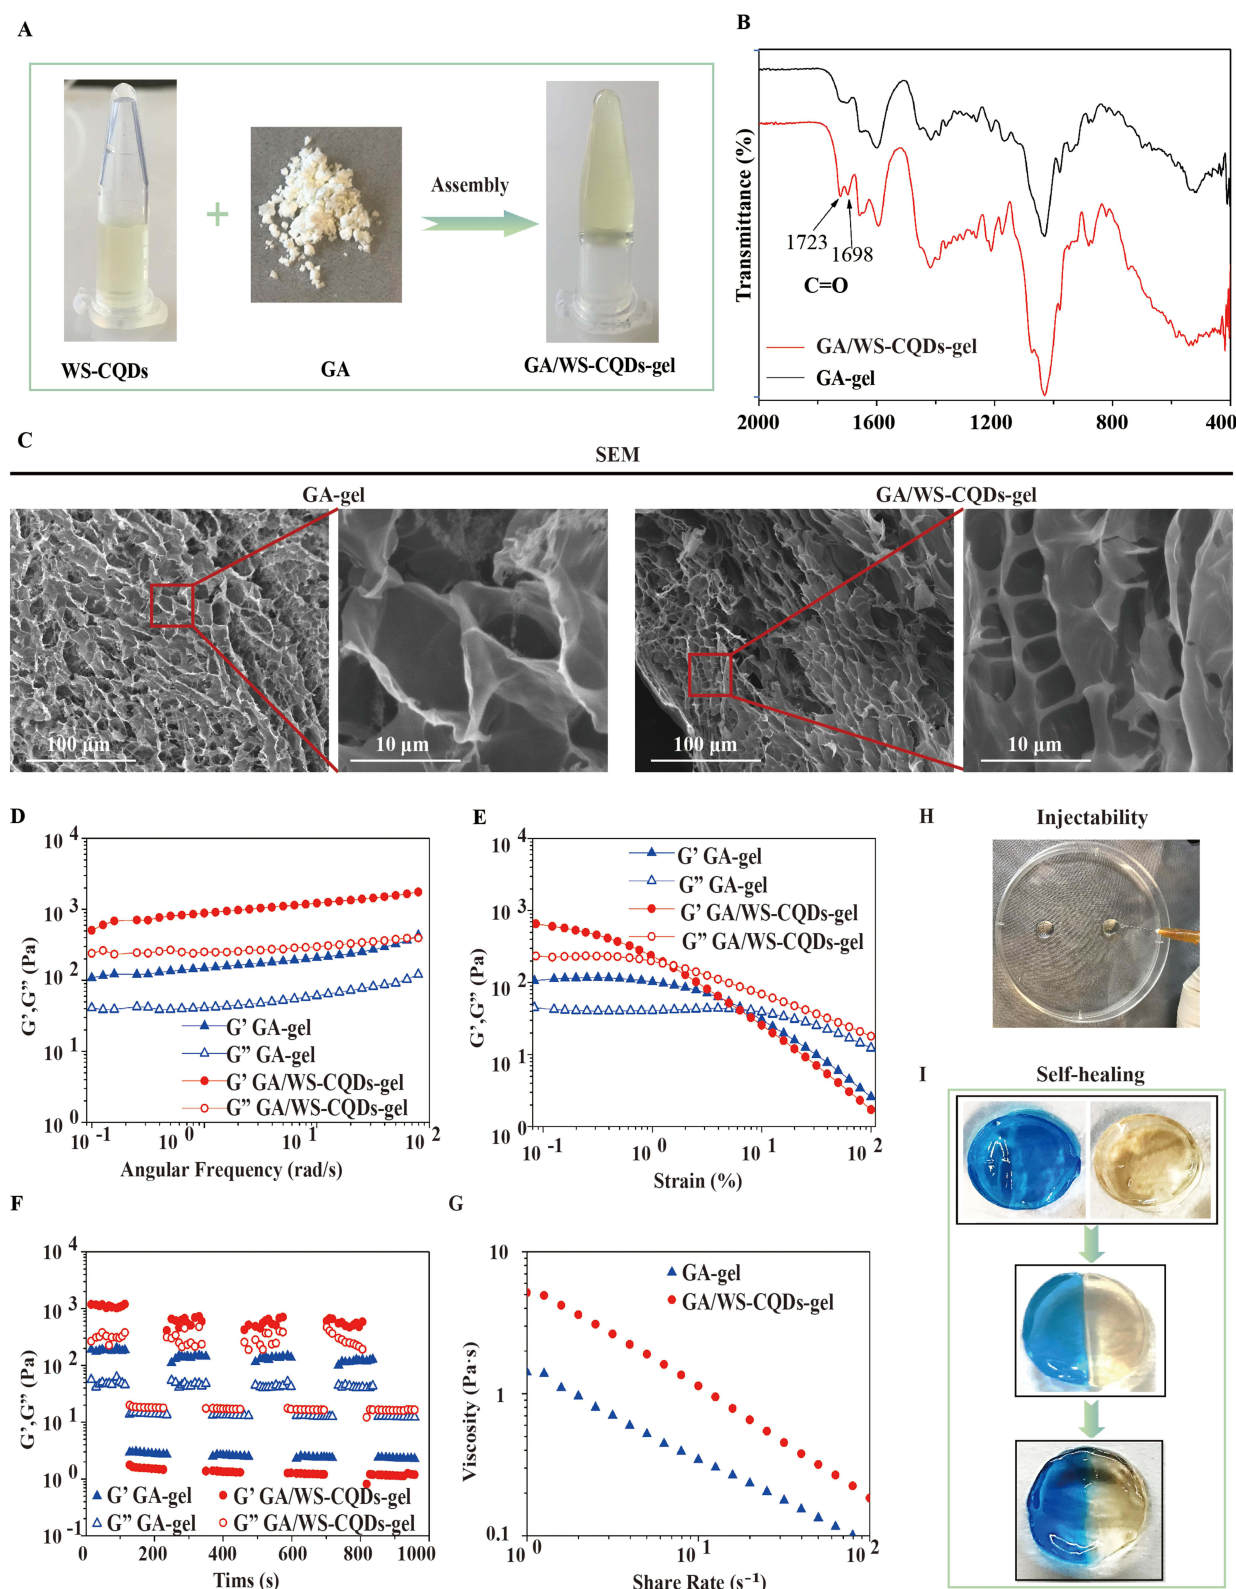 A
WS-CQDs
+
GA
Assembly
GA/WS-CQDs-gel
B
Transmittance (%)
1723
1698
C=O
GA/WS-CQDs-gel
GA-gel
2000 1600 1200 800 400
C
SEM
GA-gel
GA/WS-CQDs-gel
100 μm
10 μm
100 μm
10 μm
D
G',G'' (Pa)
10^4
10^3
10^2
10^1
10^0
G' GA-gel
G'' GA-gel
G' GA/WS-CQDs-gel
G'' GA/WS-CQDs-gel
10^-1 10^0 10^1 10^2
Angular Frequency (rad/s)
E
G',G'' (Pa)
10^4
10^3
10^2
10^1
10^0
G' GA-gel
G'' GA-gel
G' GA/WS-CQDs-gel
G'' GA/WS-CQDs-gel
10^-1 10^0 10^1 10^2
Strain (%)
F
G',G'' (Pa)
10^4
10^3
10^2
10^1
10^0
10^-1
G' GA-gel
G'' GA-gel
G' GA/WS-CQDs-gel
G'' GA/WS-CQDs-gel
0 200 400 600 800 1000
Tims (s)
G
Viscosity (Pa·s)
10
1
0.1
GA-gel
GA/WS-CQDs-gel
10^0 10^1 10^2
Share Rate (s⁻¹)
H
Injectability
I
Self-healing